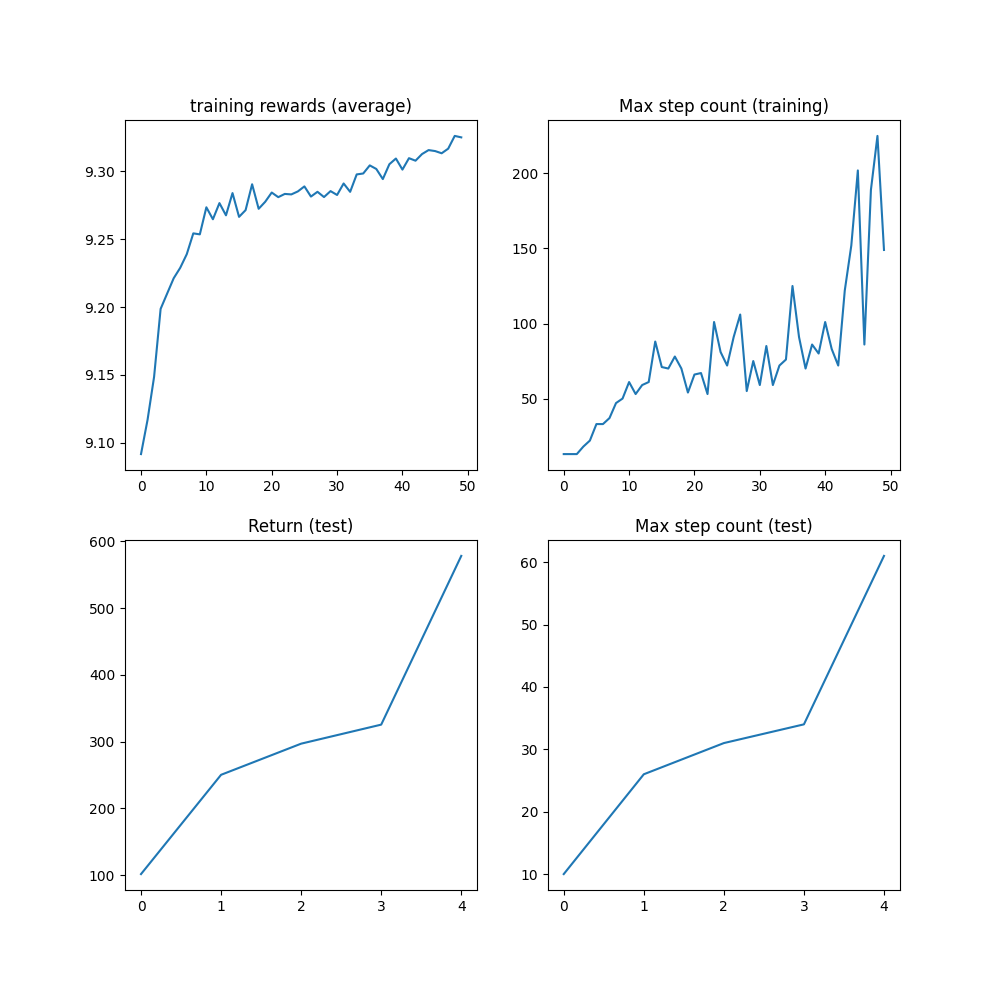 training rewards (average)
9.30
9.25
9.20
9.15
9.10
0 10 20 30 40 50
Max step count (training)
200
150
100
50
0 10 20 30 40 50
Return (test)
600
500
400
300
200
100
0 1 2 3 4
Max step count (test)
60
50
40
30
20
10
0 1 2 3 4